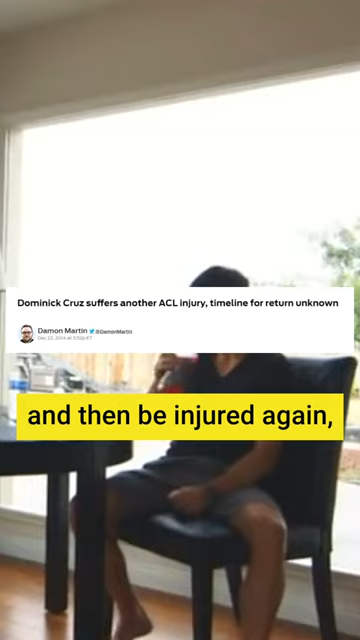 Dominick Cruz suffers another ACL injury, timeline for return unknown
Damon Martin @DamonMartin
Dec 22, 2014 at 5:52p ET
and then be injured again,